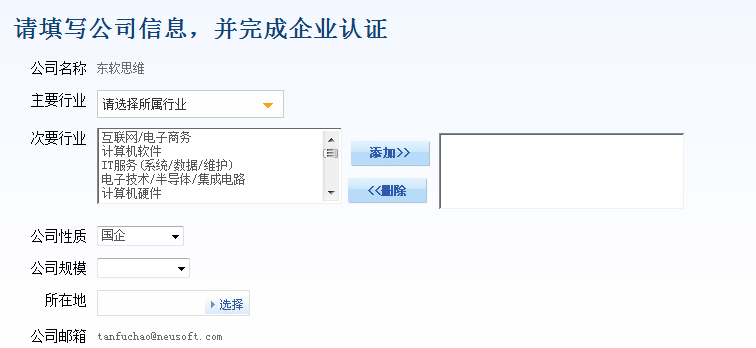 请填写公司信息，并完成企业认证
公司名称 东软思维
主要行业 请选择所属行业
次要行业 互联网/电子商务
计算机软件
IT服务(系统/数据/维护)
电子技术/半导体/集成电路
计算机硬件
添加>>
<<删除
公司性质 国企
公司规模
所在地 选择
公司邮箱 tanfuchao@neusoft.com